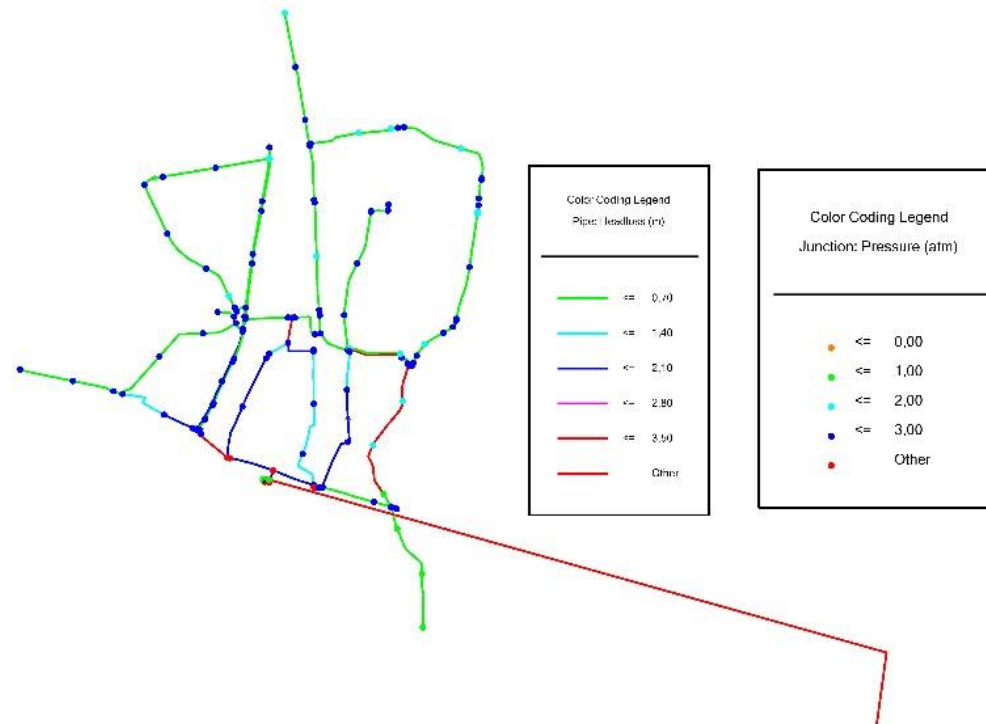 Color Coding Legend
Pipe: Headloss (m)
<= 0,70
<= 1,40
<= 2,10
<= 2,80
<= 3,50
Other
Color Coding Legend
Junction: Pressure (atm)
<= 0,00
<= 1,00
<= 2,00
<= 3,00
Other